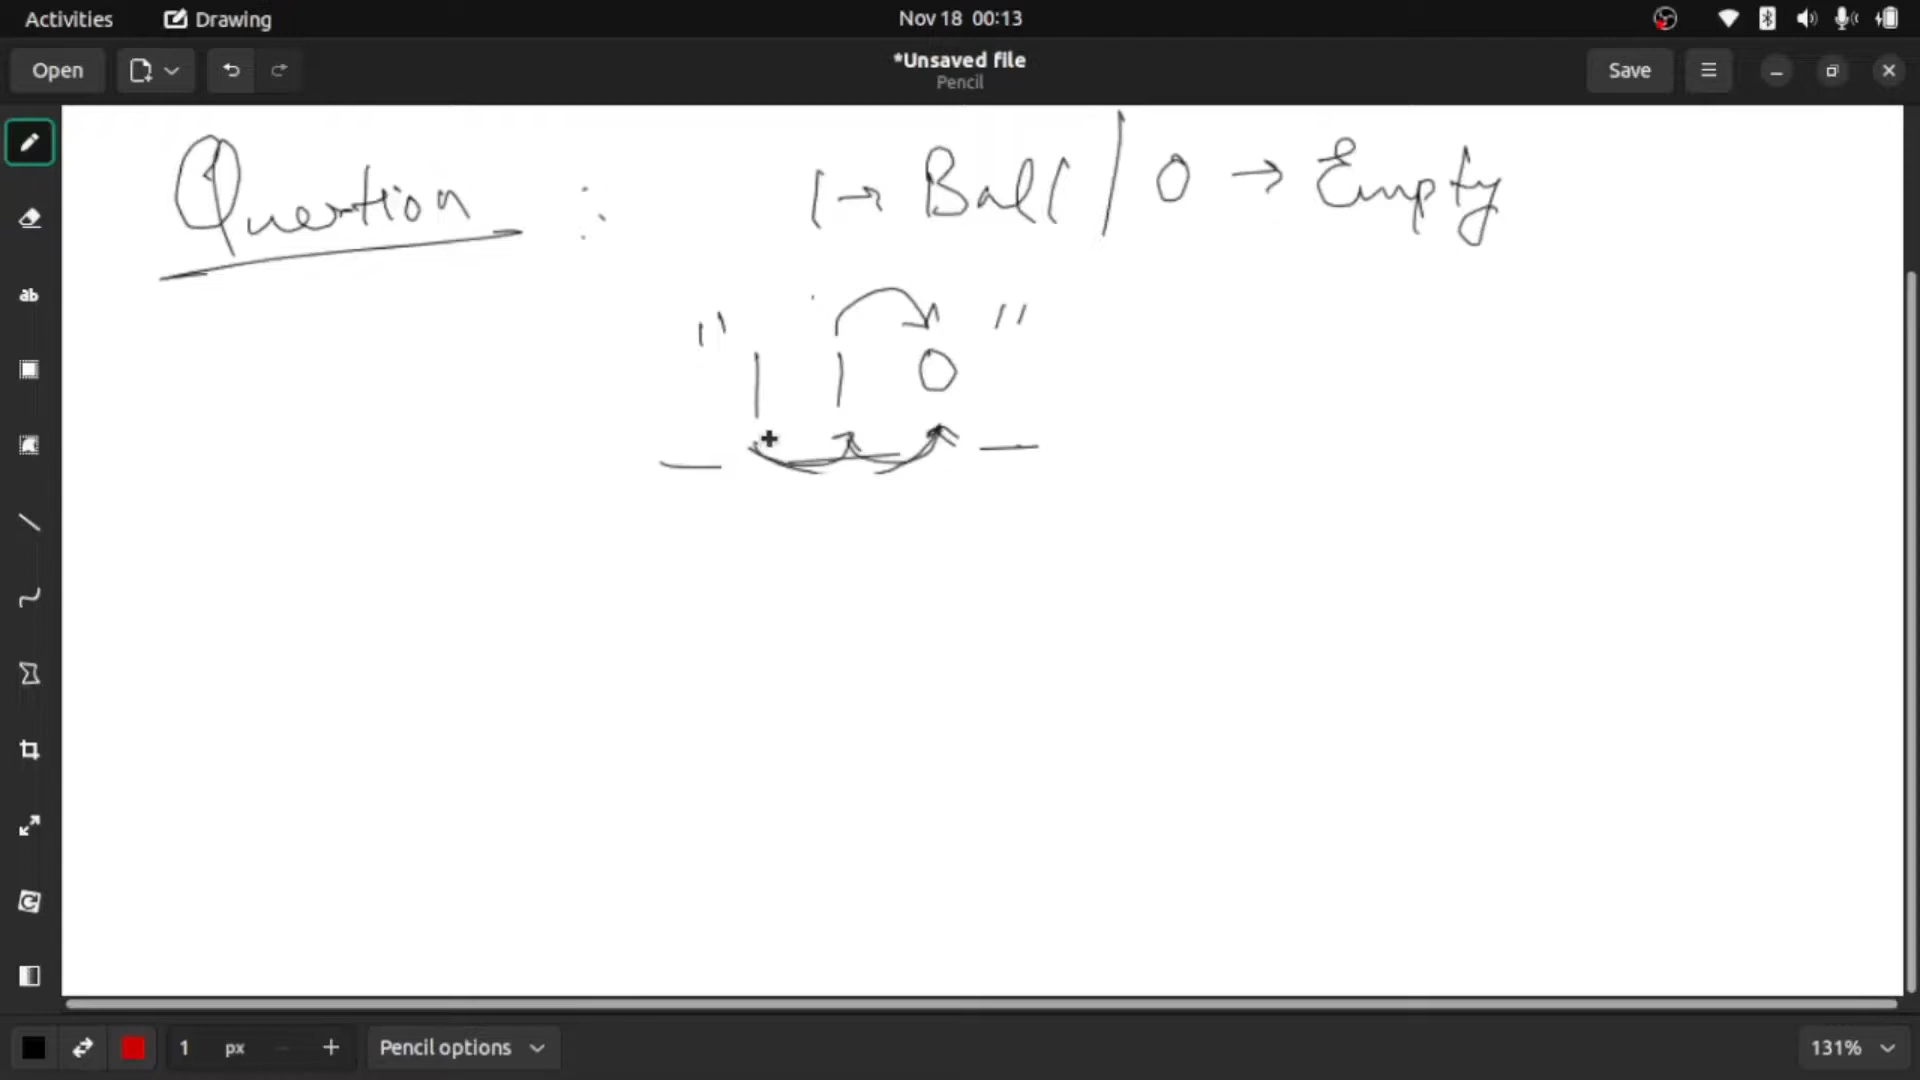 Activities Drawing Nov 18 00:13
Open *Unsaved file Save
Pencil
Question : 1 → Ball / 0 → Empty
" 1 1 0 "
ab
1 px - + Pencil options 131%